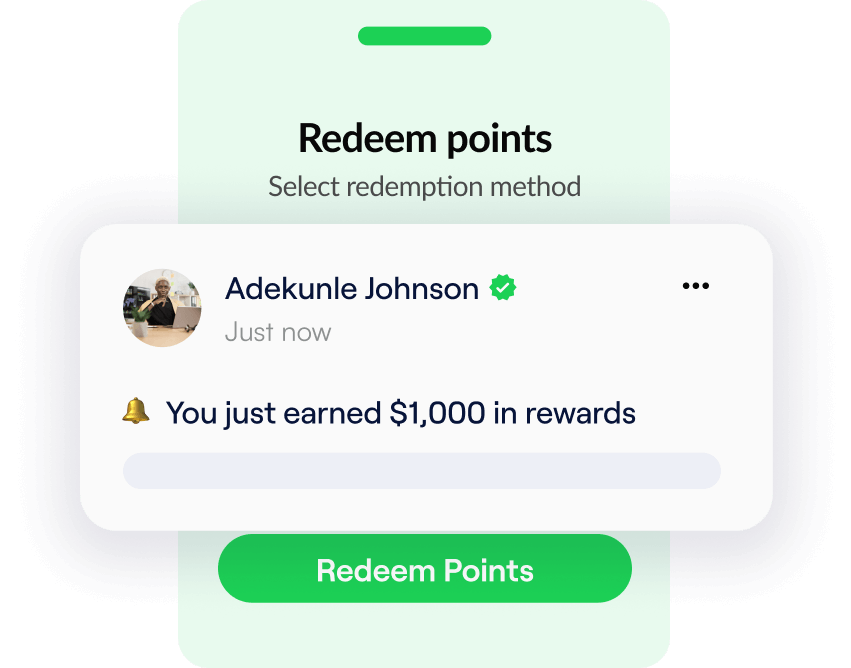 Redeem points
Select redemption method
Adekunle Johnson
Just now
You just earned $1,000 in rewards
Redeem Points